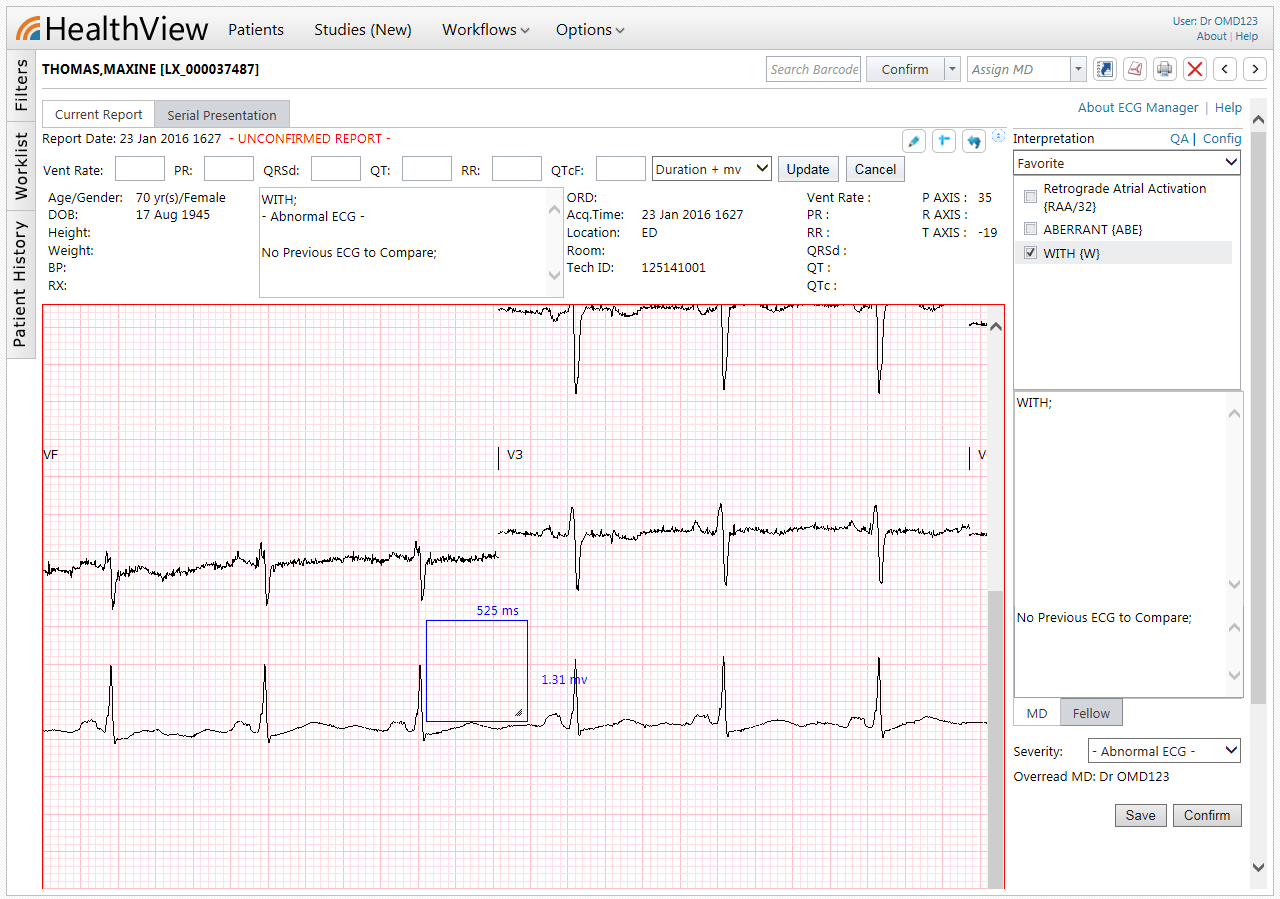 HealthView
Patients Studies (New) Workflows Options
User: Dr OMD123
About | Help
Filters
Worklist
Patient History
THOMAS,MAXINE [LX_000037487]
Search Barcode Confirm Assign MD
Current Report Serial Presentation
About ECG Manager | Help
Report Date: 23 Jan 2016 1627 - UNCONFIRMED REPORT -
Vent Rate: PR: QRSd: QT: RR: QTcF: Duration + mv Update Cancel
Age/Gender: 70 yr(s)/Female
DOB: 17 Aug 1945
Height:
Weight:
BP:
RX:
WITH;
- Abnormal ECG -
No Previous ECG to Compare;
ORD:
Acq.Time: 23 Jan 2016 1627
Location: ED
Room:
Tech ID: 125141001
Vent Rate : P AXIS : 35
PR : R AXIS :
RR : T AXIS : -19
QRSd :
QT :
QTc :
VF V3 V
525 ms
1.31 mv
Interpretation QA | Config
Favorite
Retrograde Atrial Activation
{RAA/32}
ABERRANT {ABE}
WITH {W}
WITH;
No Previous ECG to Compare;
MD Fellow
Severity: - Abnormal ECG -
Overread MD: Dr OMD123
Save Confirm